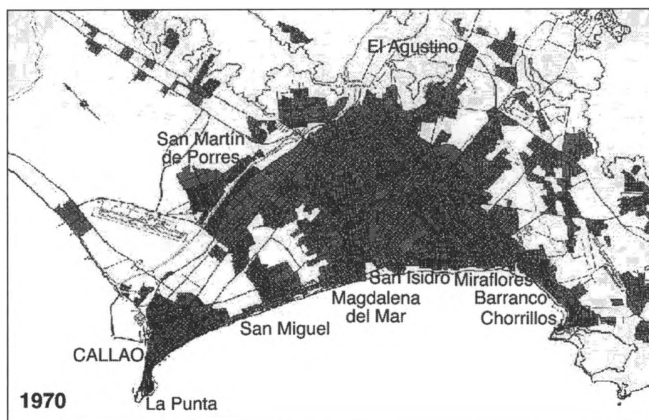 El Agustino
San Martín
de Porres
San Isidro
Miraflores
Magdalena
del Mar
Barranco
San Miguel
Chorrillos
CALLAO
1970
La Punta